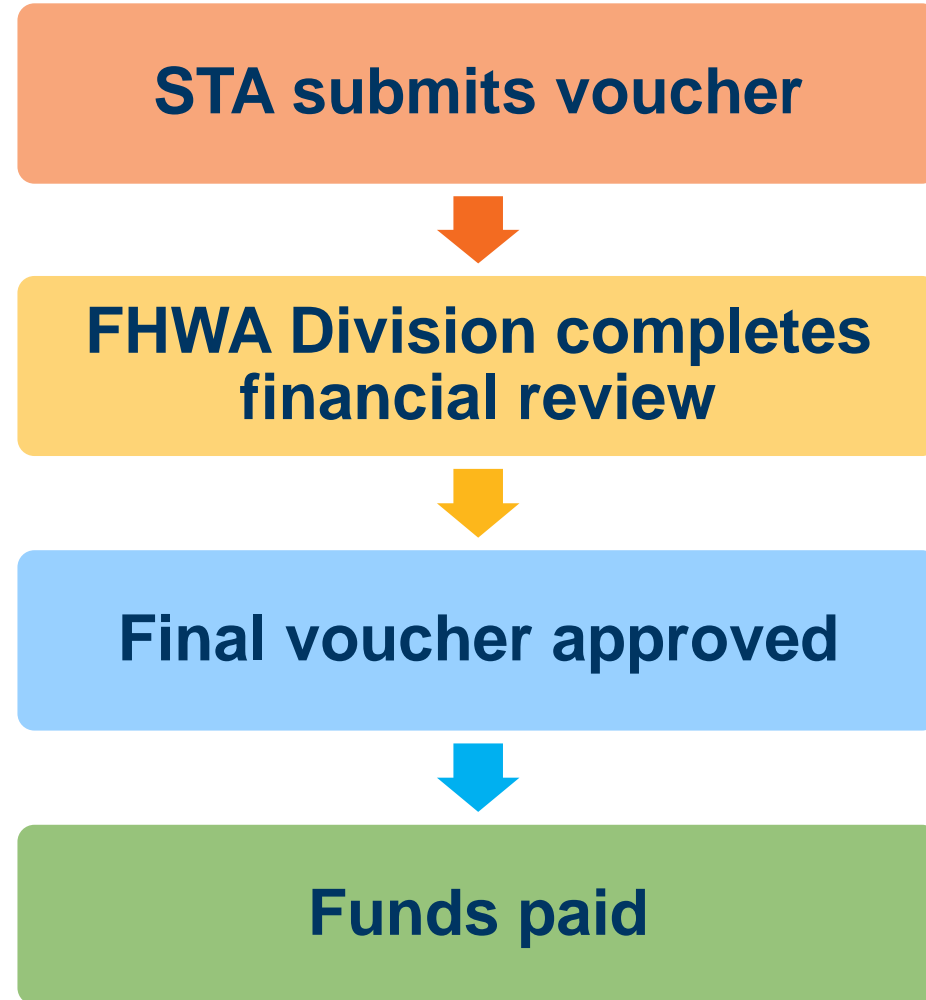 STA submits voucher
FHWA Division completes
financial review
Final voucher approved
Funds paid